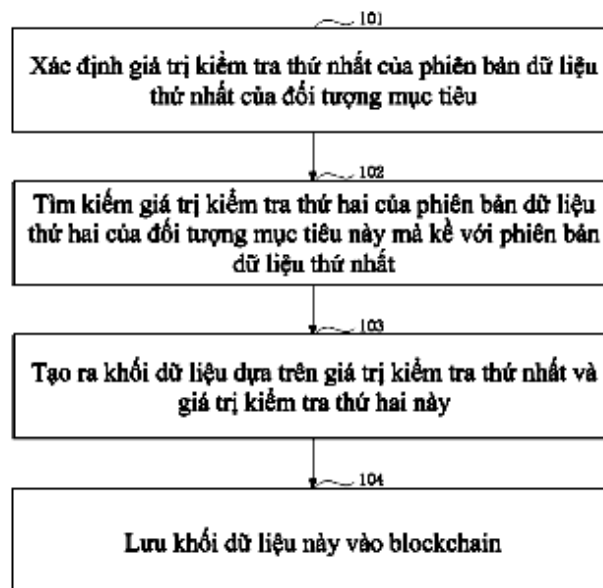 101
Xác định giá trị kiểm tra thứ nhất của phiên bản dữ liệu
thứ nhất của đối tượng mục tiêu
102
Tìm kiếm giá trị kiểm tra thứ hai của phiên bản dữ liệu
thứ hai của đối tượng mục tiêu này mà kề với phiên bản
dữ liệu thứ nhất
103
Tạo ra khối dữ liệu dựa trên giá trị kiểm tra thứ nhất và
giá trị kiểm tra thứ hai này
104
Lưu khối dữ liệu này vào blockchain